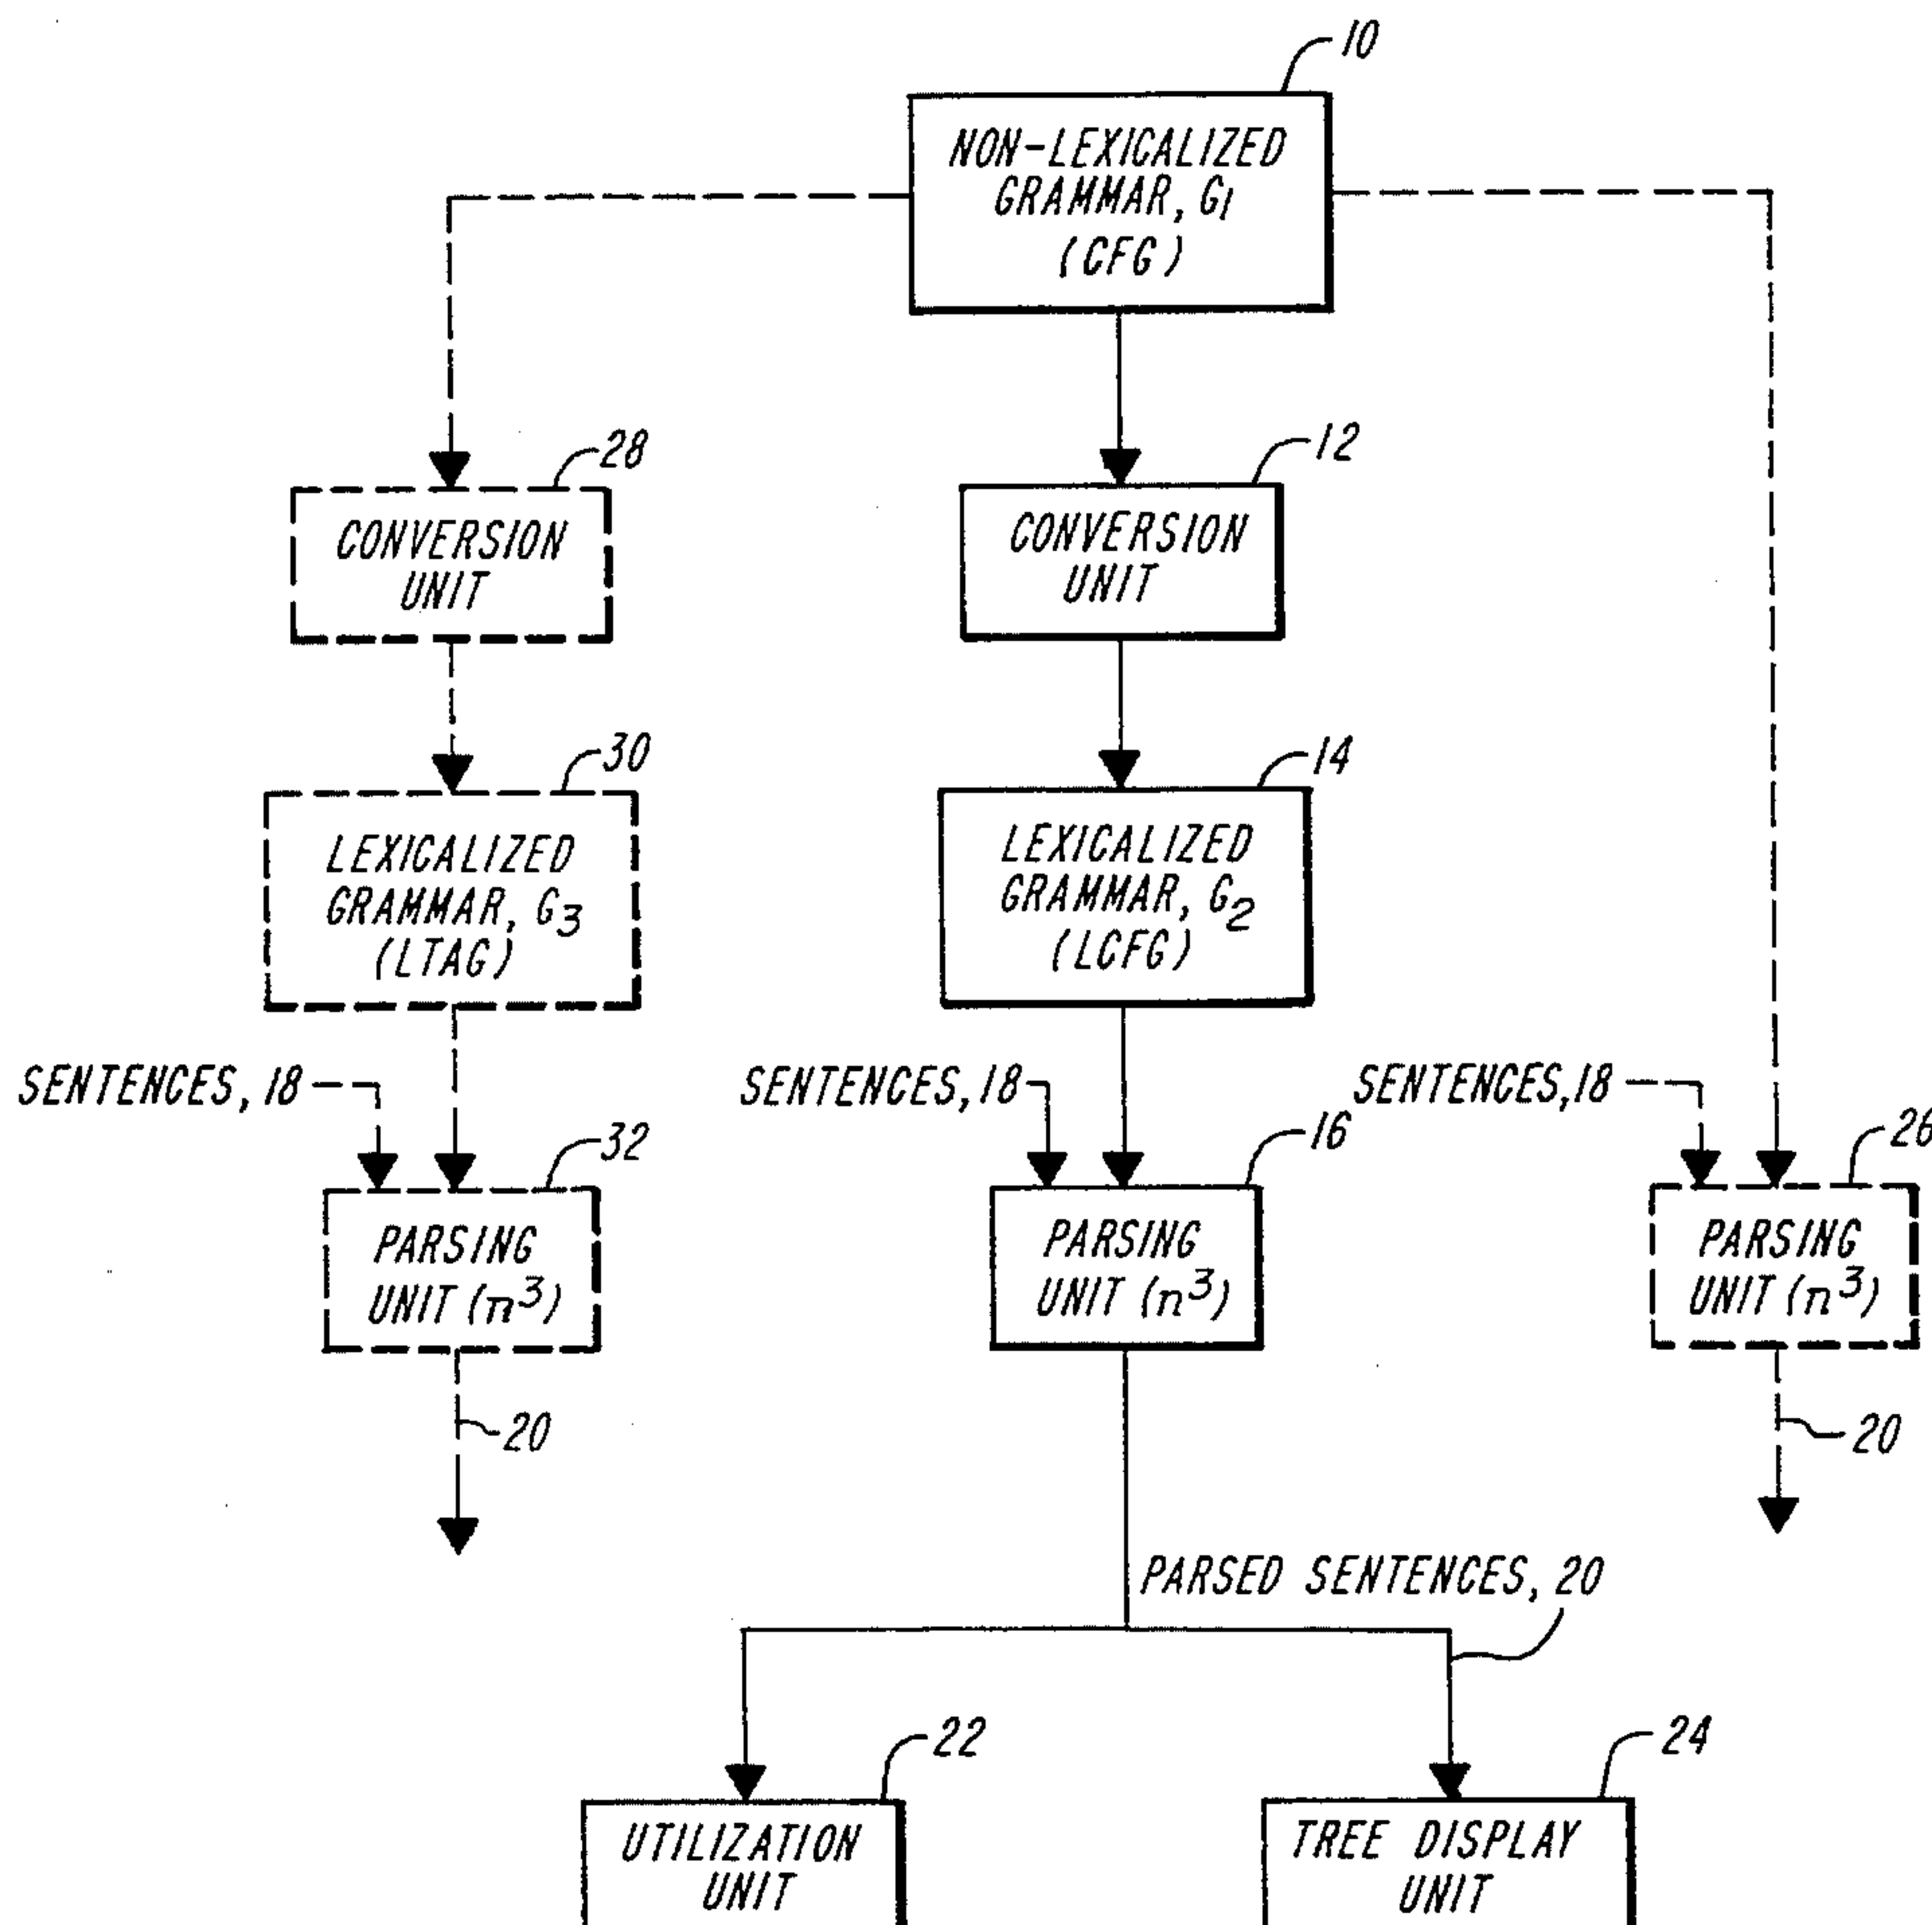 10
NON-LEXICALIZED
GRAMMAR, G1
(CFG)
28
CONVERSION
UNIT
12
CONVERSION
UNIT
30
LEXICALIZED
GRAMMAR, G3
(LTAG)
14
LEXICALIZED
GRAMMAR, G2
(LCFG)
SENTENCES, 18
SENTENCES, 18
SENTENCES, 18
32
PARSING
UNIT (n³)
16
PARSING
UNIT (n³)
26
PARSING
UNIT (n³)
20
20
PARSED SENTENCES, 20
22
UTILIZATION
UNIT
24
TREE DISPLAY
UNIT